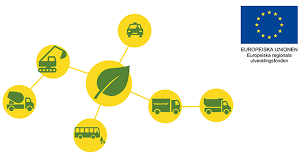 EUROPEISKA UNIONEN
Europeiska regionala
utvecklingsfonden